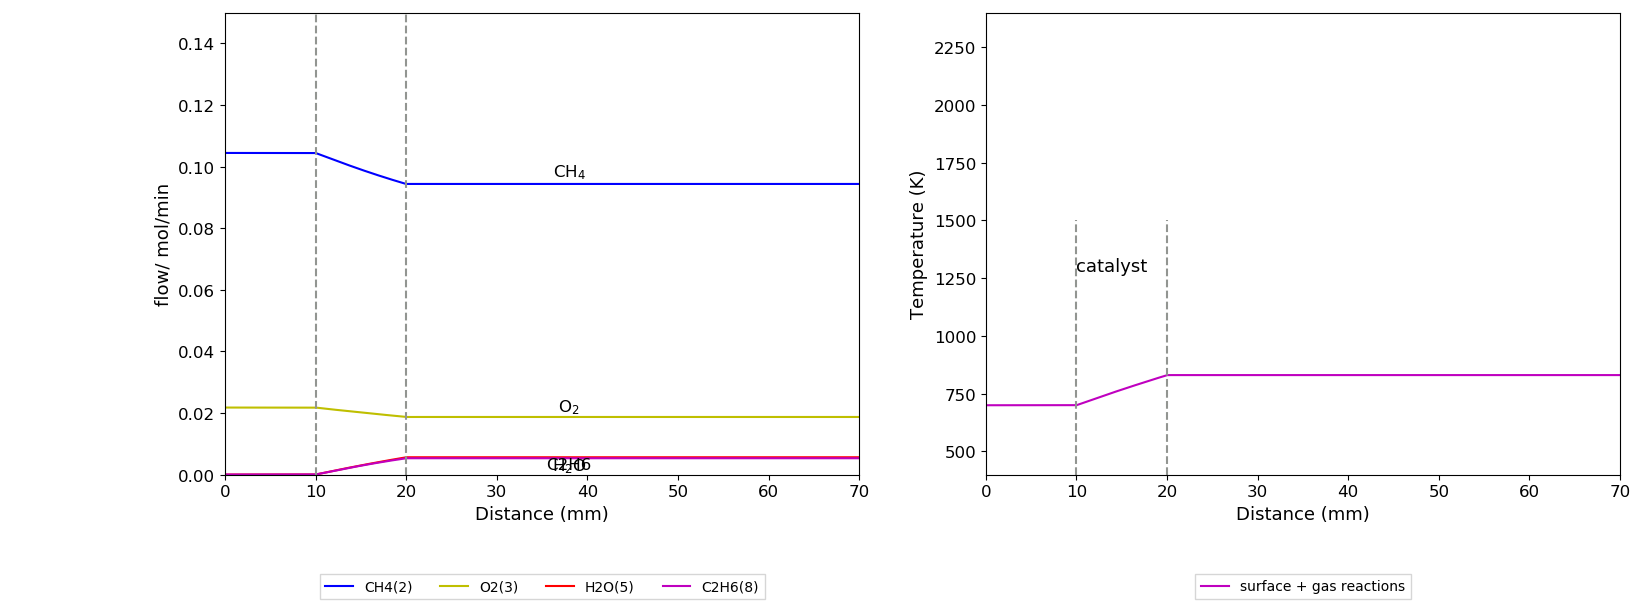 0.14
0.12
0.10
0.08
0.06
0.04
0.02
0.00
flow/ mol/min
CH4
O2
C2H6
H2O
0 10 20 30 40 50 60 70
Distance (mm)
CH4(2) O2(3) H2O(5) C2H6(8)
2250
2000
1750
1500
1250
1000
750
500
Temperature (K)
catalyst
0 10 20 30 40 50 60 70
Distance (mm)
surface + gas reactions